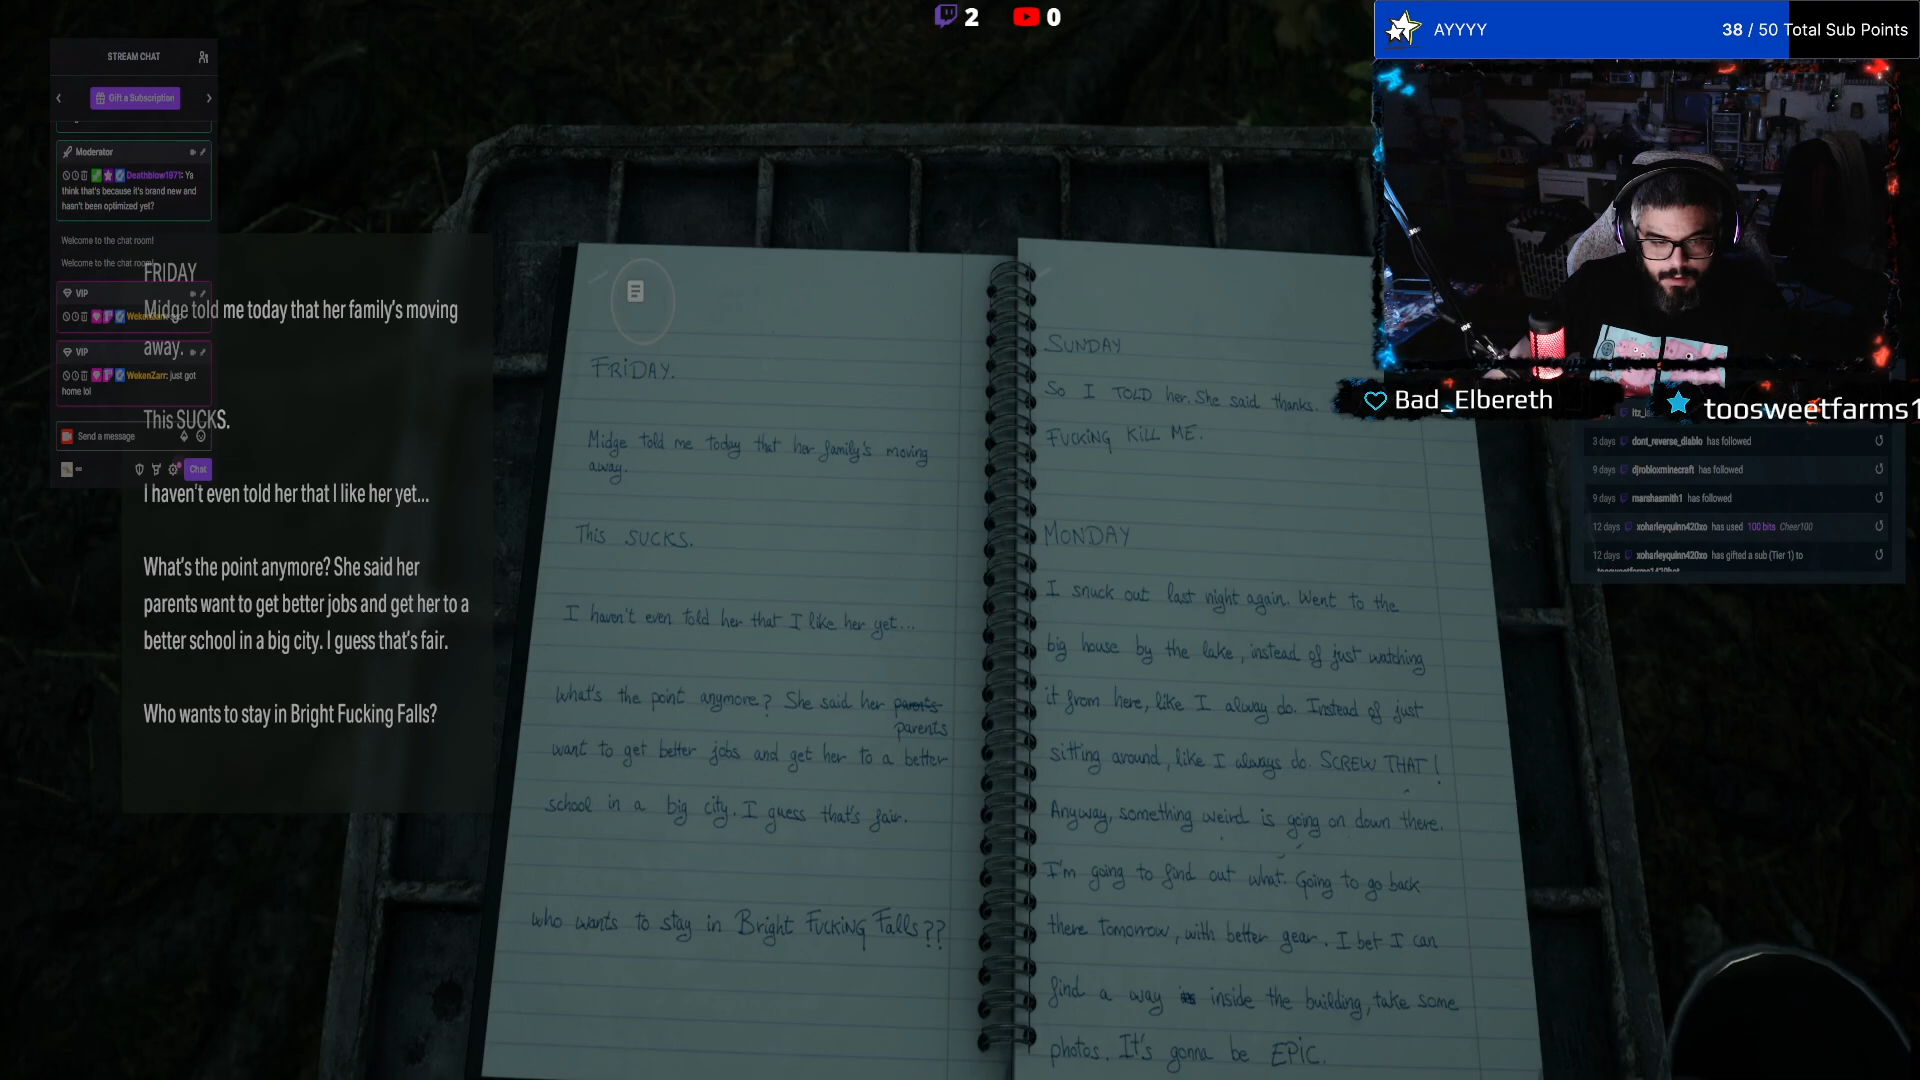 2
0
AYYYY
38 / 50 Total Sub Points
STREAM CHAT
Gift a Subscription
Moderator
Deathblow1971: Ya
think that's because it's brand new and
hasn't been optimized yet?
Welcome to the chat room!
Welcome to the chat room!
VIP
VIP
WekenZarr: just got
home lol
Send a message
Chat
FRIDAY
Midge told me today that her family's moving
away.
This SUCKS.
I haven't even told her that I like her yet...
What's the point anymore? She said her
parents want to get better jobs and get her to a
better school in a big city. I guess that's fair.
Who wants to stay in Bright Fucking Falls?
FRIDAY.
Midge told me today that her family's moving
away.
This SUCKS.
I haven't even told her that I like her yet...
What's the point anymore? She said her parents
parents
want to get better jobs and get her to a better
school in a big city. I guess that's fair.
who wants to stay in Bright FUCKING Falls??
SUNDAY
So I TOLD her. She said thanks.
FUCKING KILL ME.
MONDAY
I snuck out last night again. Went to the
big house by the lake, instead of just watching
it from here, like I alway do. Instead of just
sitting around, like I always do. SCREW THAT!
Anyway, something weird is going on down there.
I'm going to find out what. Going to go back
there tomorrow, with better gear. I bet I can
find a way inside the building, take some
photos. It's gonna be EPIC.
Bad_Elbereth
toosweetfarms1
3 days dont_reverse_diablo has followed
9 days djrobloxminecraft has followed
9 days marshasmith1 has followed
12 days xoharleyquinn420xo has used 100 bits Cheer100
12 days xoharleyquinn420xo has gifted a sub (Tier 1) to